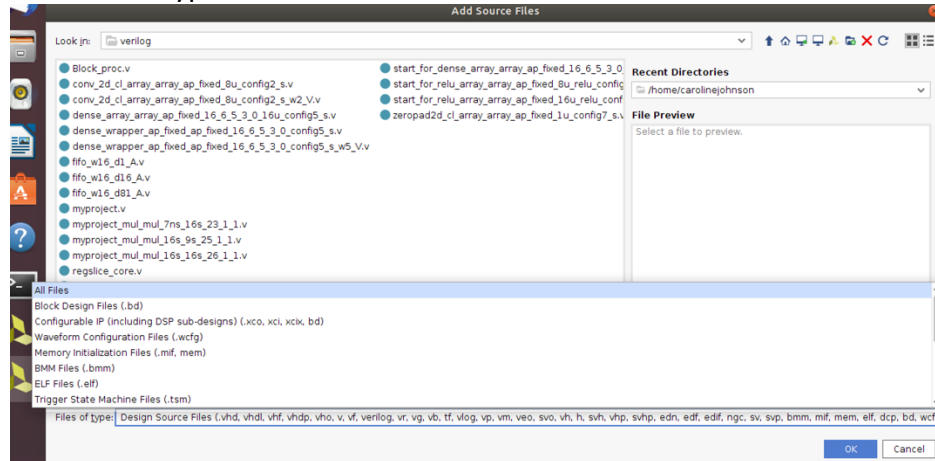 Add Source Files
Look in: verilog
Block_proc.v
conv_2d_cl_array_array_ap_fixed_8u_config2_s.v
conv_2d_cl_array_array_ap_fixed_8u_config2_s_w2_V.v
dense_array_array_ap_fixed_16_6_5_3_0_16u_config5_s.v
dense_wrapper_ap_fixed_ap_fixed_16_6_5_3_0_config5_s.v
dense_wrapper_ap_fixed_ap_fixed_16_6_5_3_0_config5_s_w5_V.v
fifo_w16_d1_A.v
fifo_w16_d16_A.v
fifo_w16_d81_A.v
myproject.v
myproject_mul_mul_7ns_16s_23_1_1.v
myproject_mul_mul_16s_9s_25_1_1.v
myproject_mul_mul_16s_16s_26_1_1.v
regslice_core.v
start_for_dense_array_array_ap_fixed_16_6_5_3_0
start_for_relu_array_array_ap_fixed_8u_relu_config
start_for_relu_array_array_ap_fixed_16u_relu_conf
zeropad2d_cl_array_array_ap_fixed_1u_config7_s.v
Recent Directories
/home/carolinejohnson
File Preview
Select a file to preview.
All Files
Block Design Files (.bd)
Configurable IP (including DSP sub-designs) (.xco, xci, xcix, bd)
Waveform Configuration Files (.wcfg)
Memory Initialization Files (.mif, mem)
BMM Files (.bmm)
ELF Files (.elf)
Trigger State Machine Files (.tsm)
Files of type: Design Source Files (.vhd, vhdl, vhf, vhdp, vho, v, vf, verilog, vr, vg, vb, tf, vlog, vp, vm, veo, svo, vh, h, svh, vhp, svhp, edn, edf, edif, ngc, sv, svp, bmm, mif, mem, elf, dcp, bd, wcf
OK Cancel